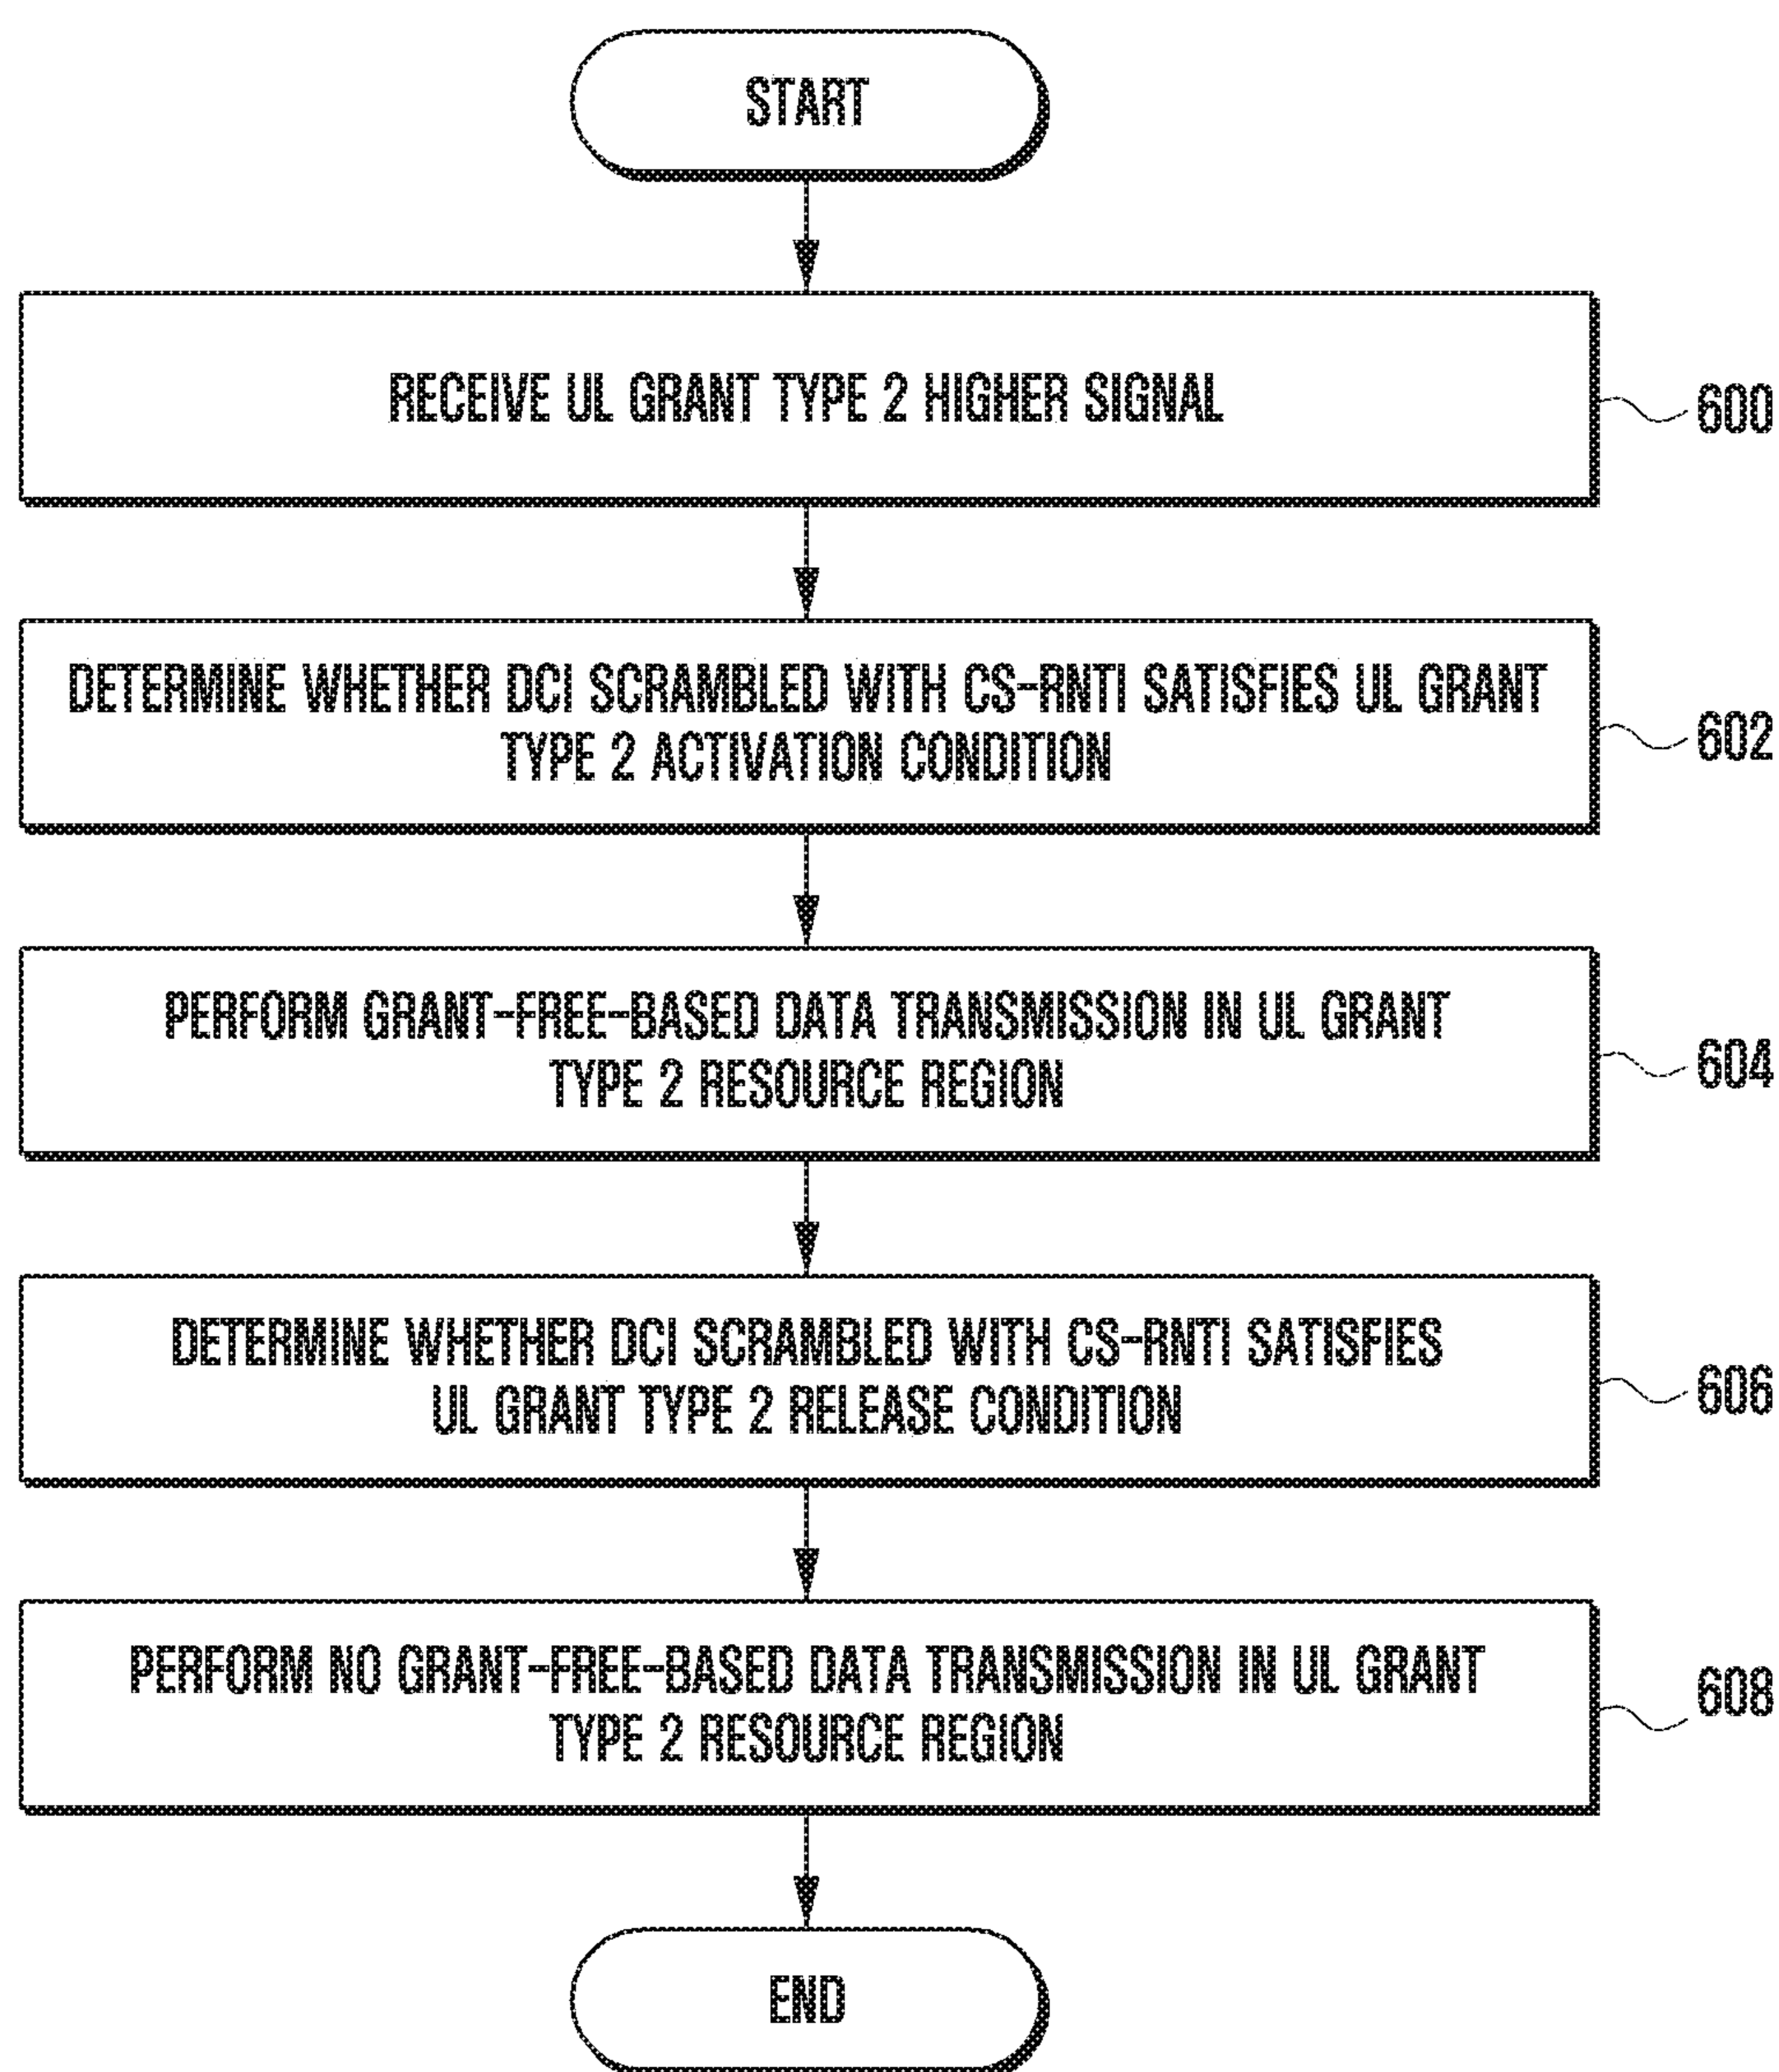 START
RECEIVE UL GRANT TYPE 2 HIGHER SIGNAL
600
DETERMINE WHETHER DCI SCRAMBLED WITH CS-RNTI SATISFIES UL GRANT
TYPE 2 ACTIVATION CONDITION
602
PERFORM GRANT-FREE-BASED DATA TRANSMISSION IN UL GRANT
TYPE 2 RESOURCE REGION
604
DETERMINE WHETHER DCI SCRAMBLED WITH CS-RNTI SATISFIES
UL GRANT TYPE 2 RELEASE CONDITION
606
PERFORM NO GRANT-FREE-BASED DATA TRANSMISSION IN UL GRANT
TYPE 2 RESOURCE REGION
608
END